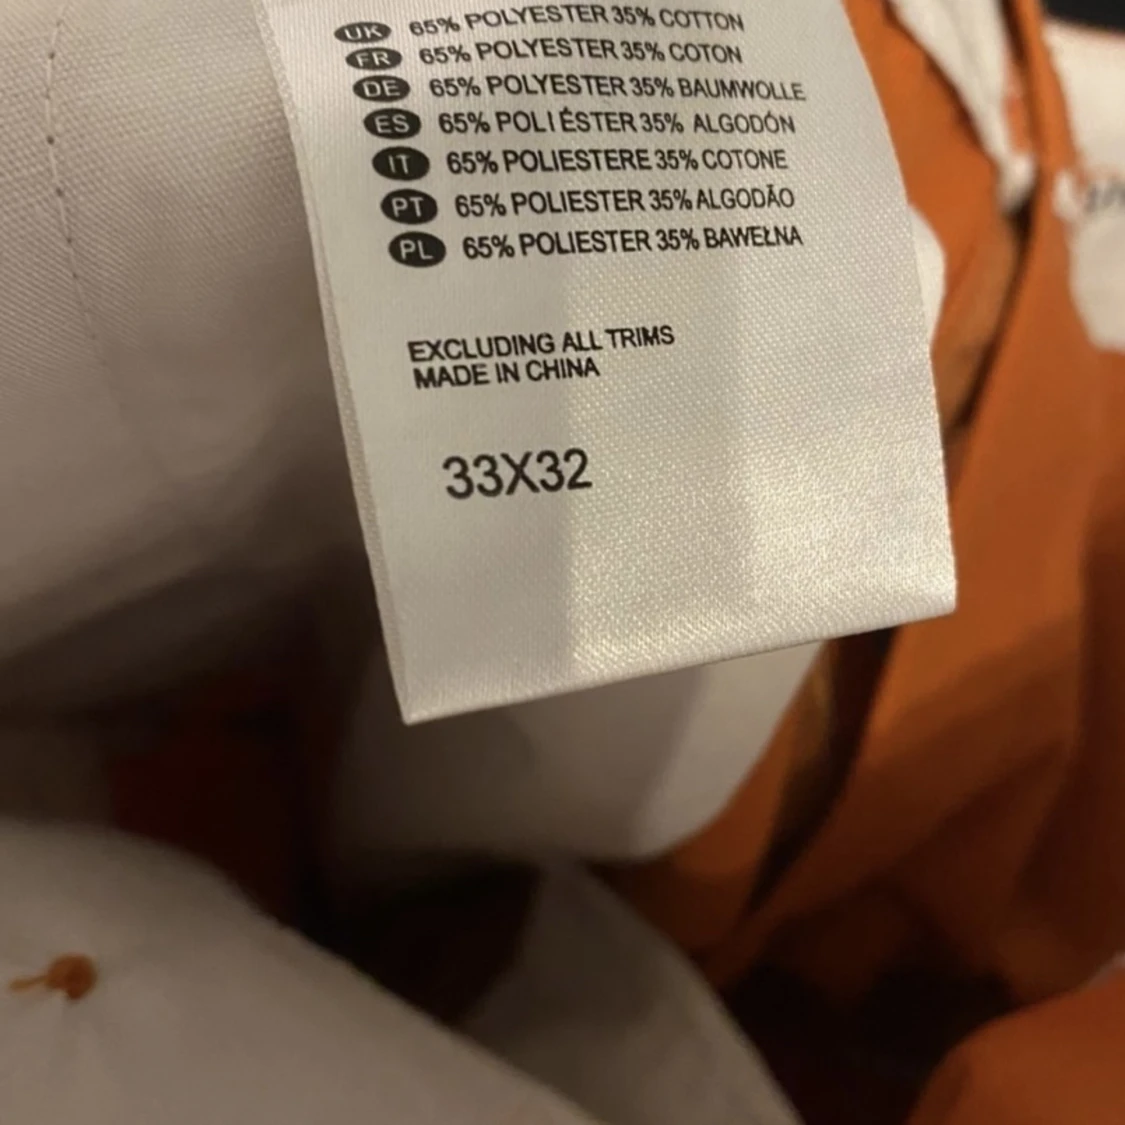 UK 65% POLYESTER 35% COTTON
FR 65% POLYESTER 35% COTON
DE 65% POLYESTER 35% BAUMWOLLE
ES 65% POLIÉSTER 35% ALGODÓN
IT 65% POLIESTERE 35% COTONE
PT 65% POLIESTER 35% ALGODÃO
PL 65% POLIESTER 35% BAWEŁNA
EXCLUDING ALL TRIMS
MADE IN CHINA
33X32